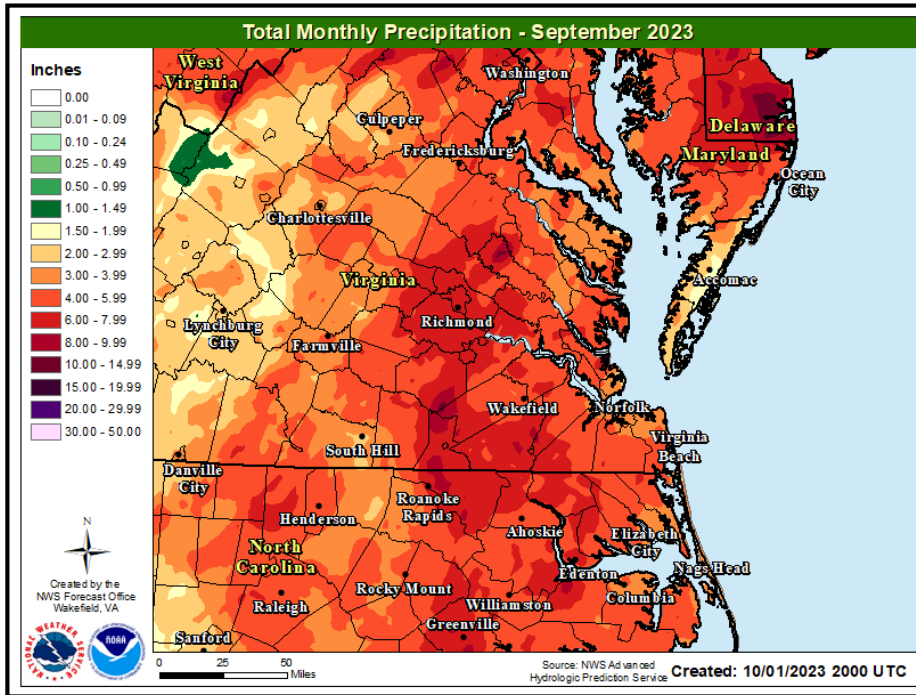 Total Monthly Precipitation - September 2023
Inches
0.00
0.01 - 0.09
0.10 - 0.24
0.25 - 0.49
0.50 - 0.99
1.00 - 1.49
1.50 - 1.99
2.00 - 2.99
3.00 - 3.99
4.00 - 5.99
6.00 - 7.99
8.00 - 9.99
10.00 - 14.99
15.00 - 19.99
20.00 - 29.99
30.00 - 50.00
N
Created by the
NWS Forecast Office
Wakefield, VA
NATIONAL WEATHER SERVICE
NOAA
West
Virginia
Washington
Culpeper
Delaware
Fredericksburg
Maryland
Ocean
City
Charlottesville
Virginia
Accomac
Lynchburg
City
Richmond
Farmville
Wakefield
Norfolk
Virginia
Beach
South Hill
Danville
City
Roanoke
Rapids
Henderson
Ahoskie
Elizabeth
City
North
Carolina
Edenton
Nags Head
Rocky Mount
Columbia
Raleigh
Williamston
Greenville
Sanford
0 25 50
Miles
Source: NWS Advanced
Hydrologic Prediction Service
Created: 10/01/2023 2000 UTC